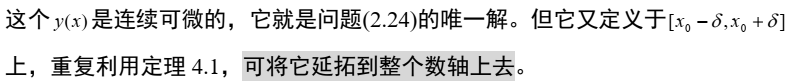 这个y(x)是连续可微的，它就是问题(2.24)的唯一解。但它又定义于[x₀ − δ, x₀ + δ]
上，重复利用定理 4.1，可将它延拓到整个数轴上去。